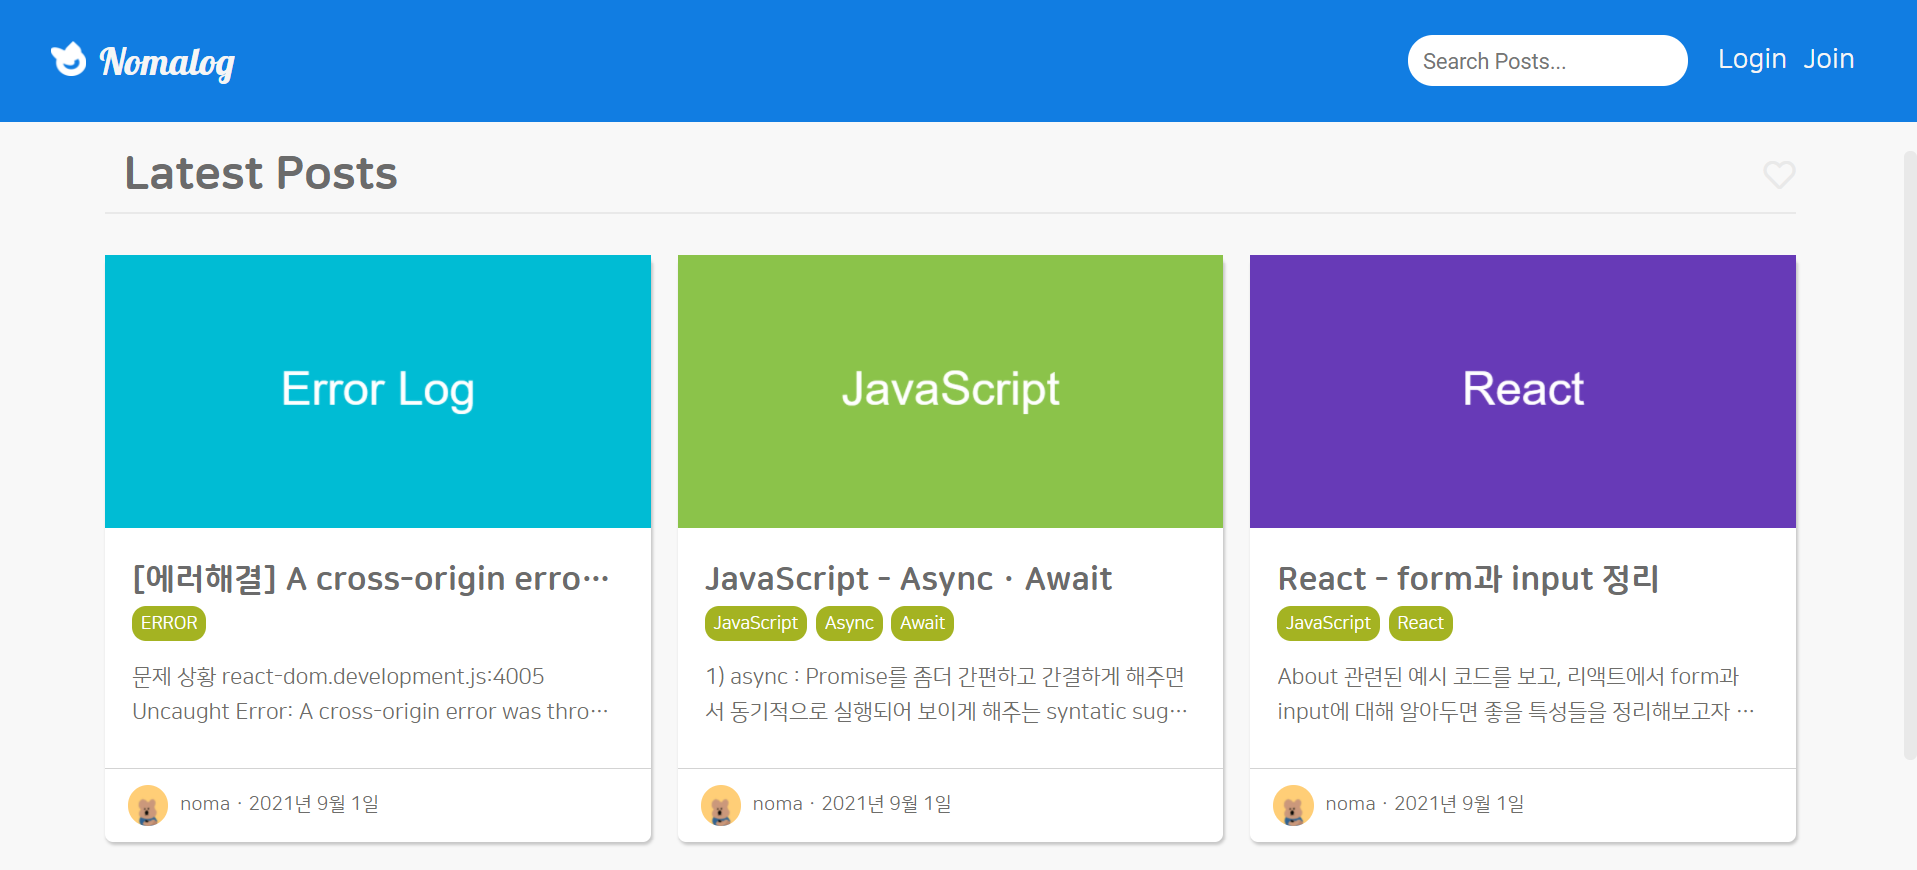 Nomalog
Search Posts...
Login Join
Latest Posts
Error Log
[에러해결] A cross-origin erro···
ERROR
문제 상황 react-dom.development.js:4005
Uncaught Error: A cross-origin error was thro···
noma · 2021년 9월 1일
JavaScript
JavaScript - Async · Await
JavaScript Async Await
1) async : Promise를 좀더 간편하고 간결하게 해주면
서 동기적으로 실행되어 보이게 해주는 syntatic sug···
noma · 2021년 9월 1일
React
React - form과 input 정리
JavaScript React
About 관련된 예시 코드를 보고, 리액트에서 form과
input에 대해 알아두면 좋을 특성들을 정리해보고자 ···
noma · 2021년 9월 1일